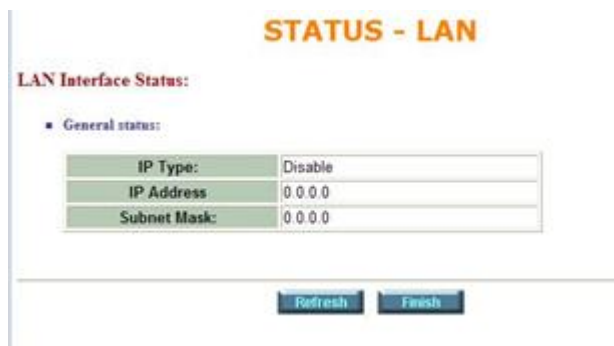 STATUS - LAN
LAN Interface Status:
General status:
IP Type: Disable
IP Address 0.0.0.0
Subnet Mask: 0.0.0.0
Refresh Finish